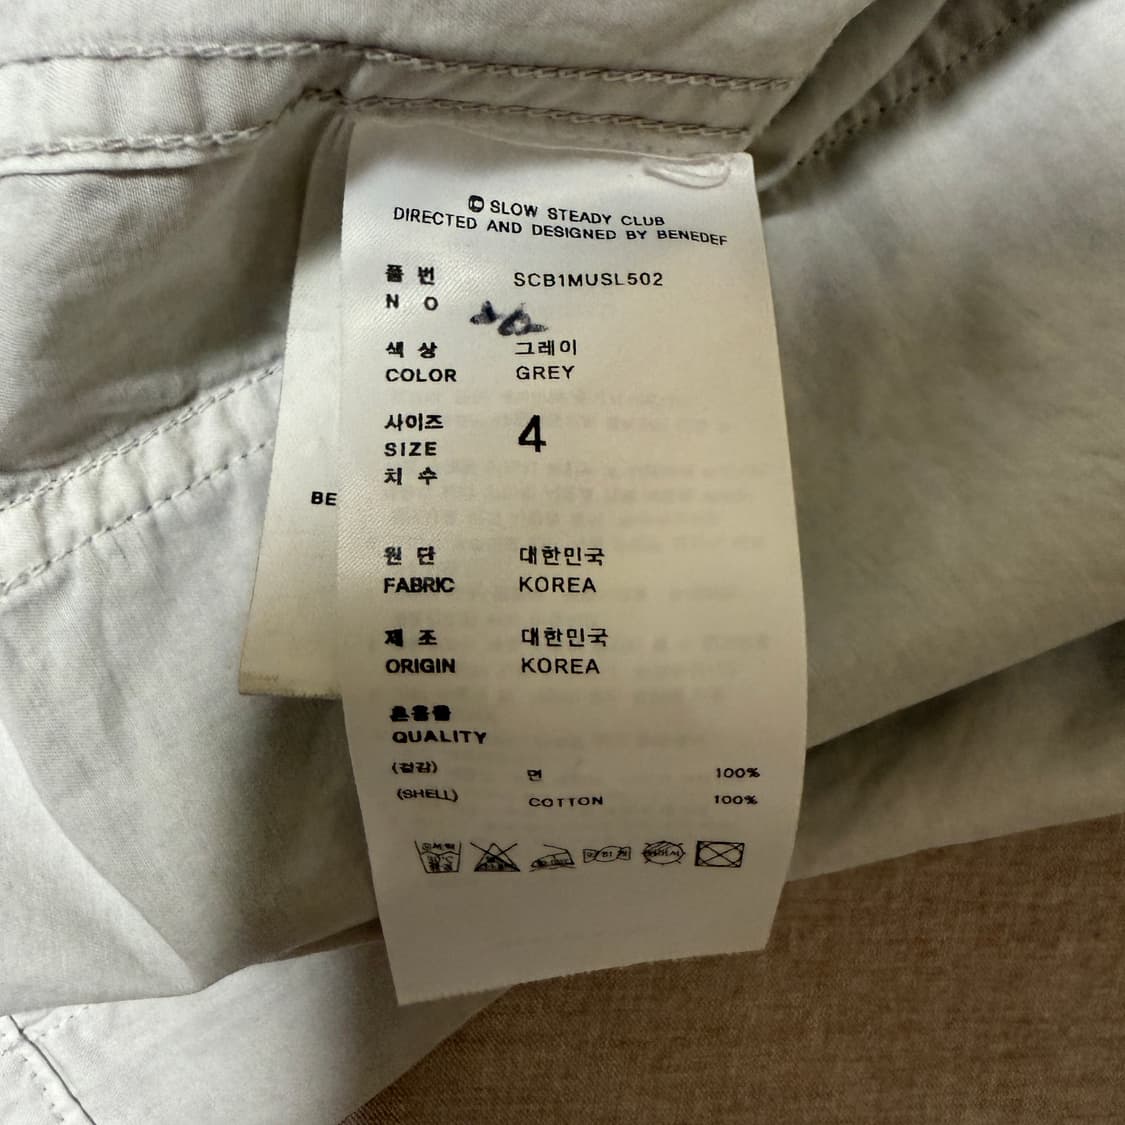 © SLOW STEADY CLUB
DIRECTED AND DESIGNED BY BENEDEF
품 번 SCB1MUSL502
N O
색 상 그레이
COLOR GREY
사이즈 4
SIZE
치 수
BE
원 단 대한민국
FABRIC KOREA
제 조 대한민국
ORIGIN KOREA
혼용율
QUALITY
(겉감) 면 100%
(SHELL) COTTON 100%